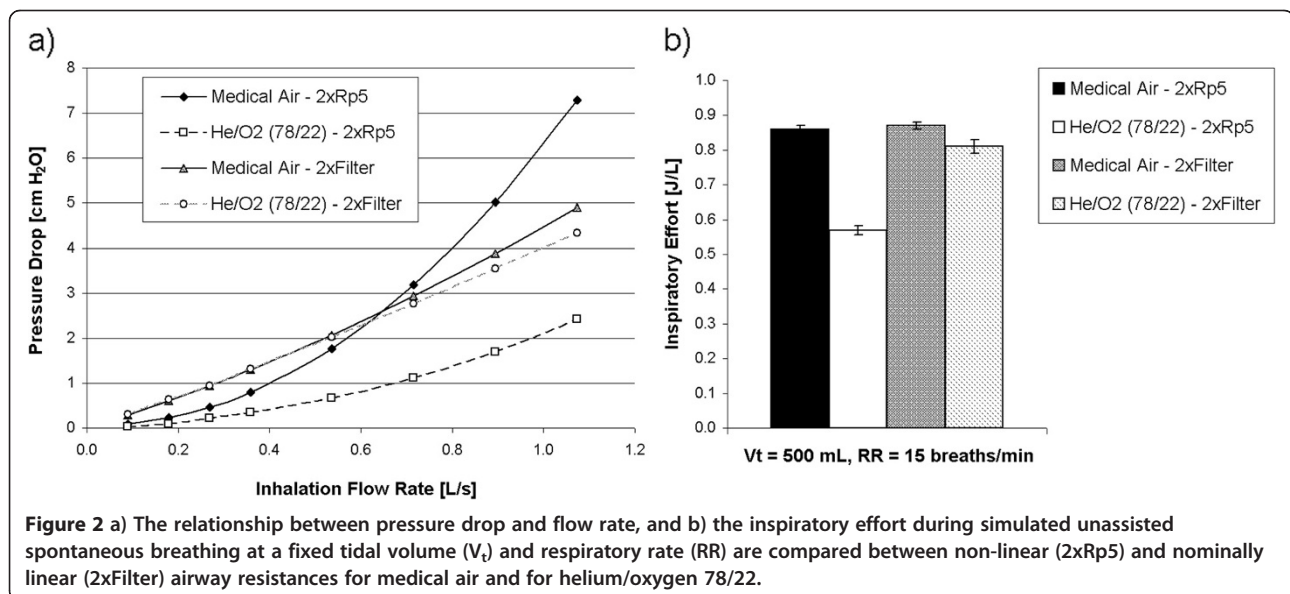 a)
8
7
6
5
4
3
2
1
0
Pressure Drop [cm H₂O]
Medical Air - 2xRp5
He/O2 (78/22) - 2xRp5
Medical Air - 2xFilter
He/O2 (78/22) - 2xFilter
0.0 0.2 0.4 0.6 0.8 1.0 1.2
Inhalation Flow Rate [L/s]
b)
1.0
0.9
0.8
0.7
0.6
0.5
0.4
0.3
0.2
0.1
0.0
Inspiratory Effort [J/L]
Vt = 500 mL, RR = 15 breaths/min
Medical Air - 2xRp5
He/O2 (78/22) - 2xRp5
Medical Air - 2xFilter
He/O2 (78/22) - 2xFilter
Figure 2 a) The relationship between pressure drop and flow rate, and b) the inspiratory effort during simulated unassisted
spontaneous breathing at a fixed tidal volume (Vₜ) and respiratory rate (RR) are compared between non-linear (2xRp5) and nominally
linear (2xFilter) airway resistances for medical air and for helium/oxygen 78/22.